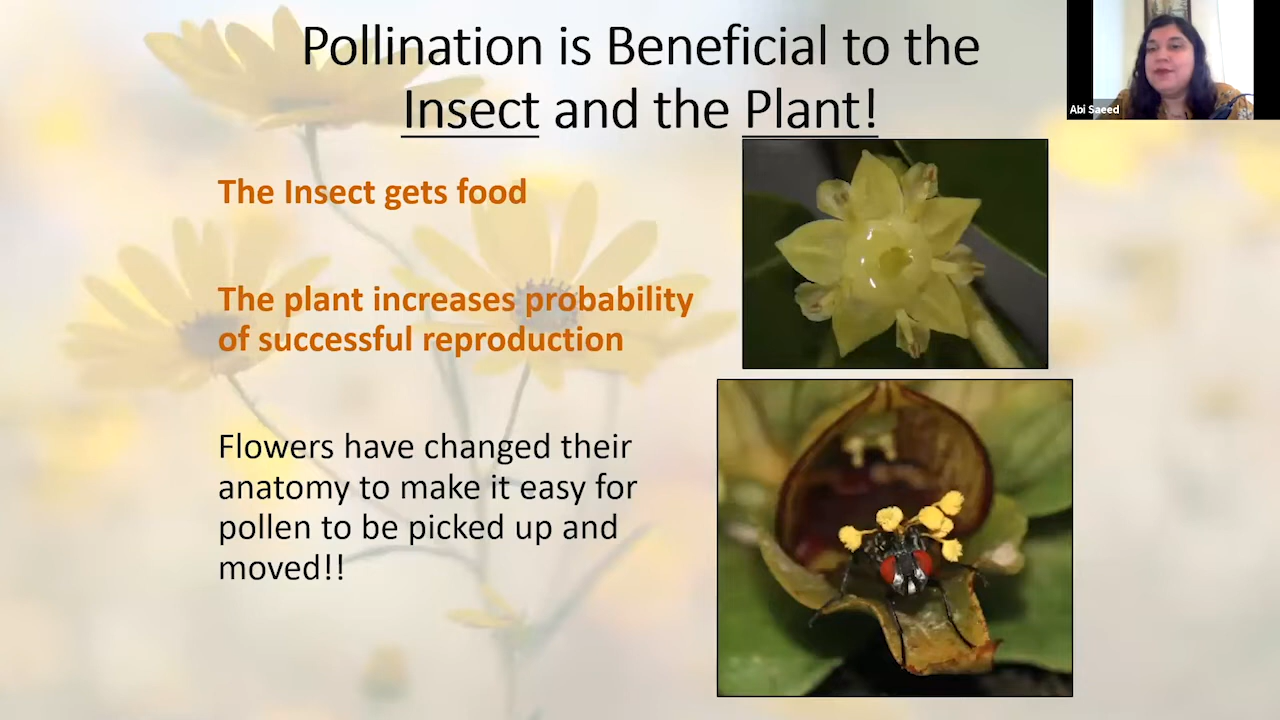 Pollination is Beneficial to the
Insect and the Plant!
Abi Saeed
The Insect gets food
The plant increases probability
of successful reproduction
Flowers have changed their
anatomy to make it easy for
pollen to be picked up and
moved!!